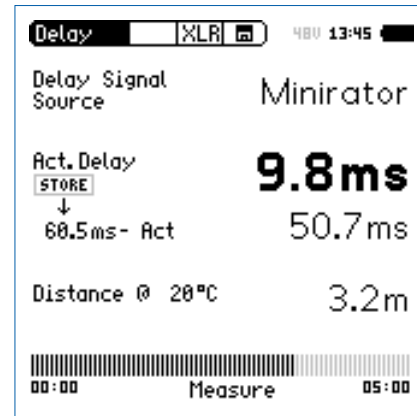 Delay XLR 48V 13:45
Delay Signal
Source
Minirator
Act. Delay
9.8ms
STORE
60.5ms- Act
50.7ms
Distance @ 20°C
3.2m
00:00 Measure 05:00